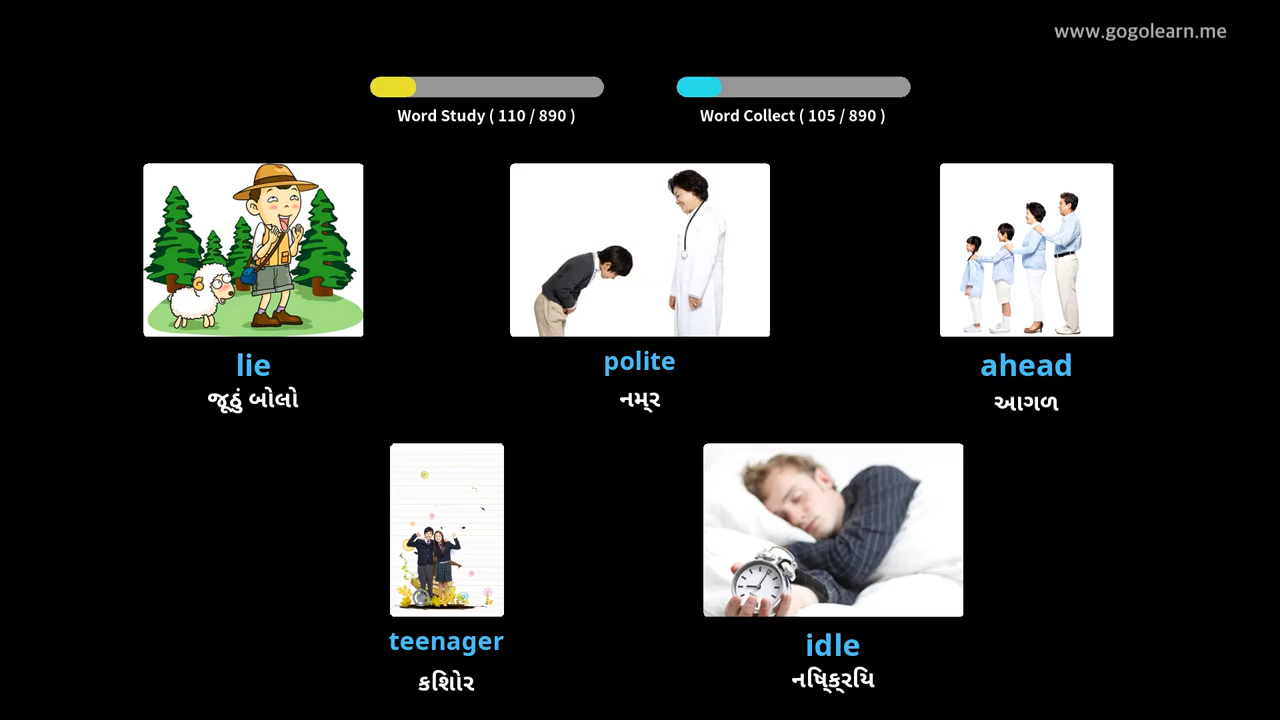 www.gogolearn.me
Word Study ( 110 / 890 )
Word Collect ( 105 / 890 )
lie
જૂઠું બોલો
polite
નમ્ર
ahead
આગળ
teenager
કિશોર
idle
નિષ્ક્રિય